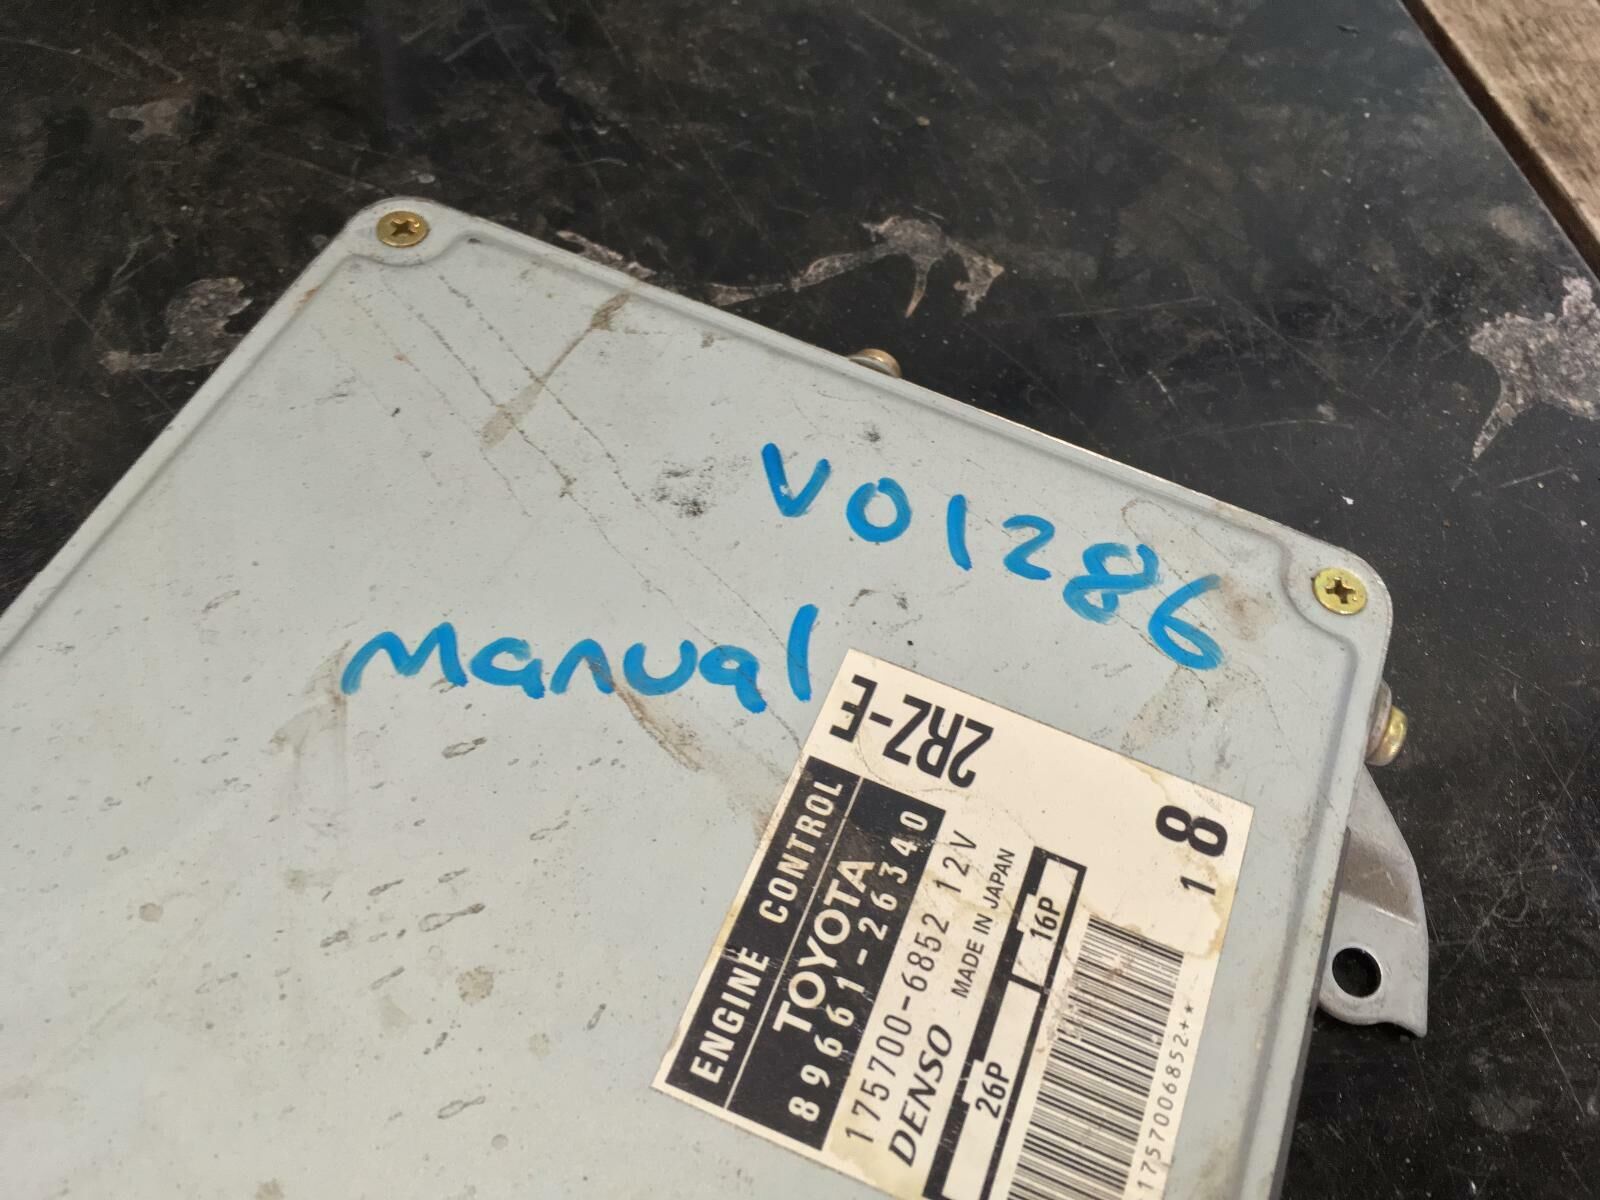 V01286
Manual
2RZ-E
ENGINE CONTROL
TOYOTA
89661-26340
175700-6852 12V
DENSO MADE IN JAPAN
26P 16P
8
1
1757006852+*